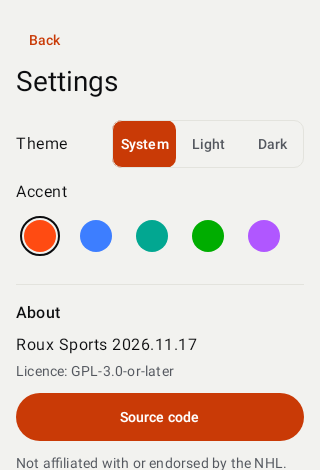 Back
Settings
Theme System Light Dark
Accent
About
Roux Sports 2026.11.17
Licence: GPL-3.0-or-later
Source code
Not affiliated with or endorsed by the NHL.